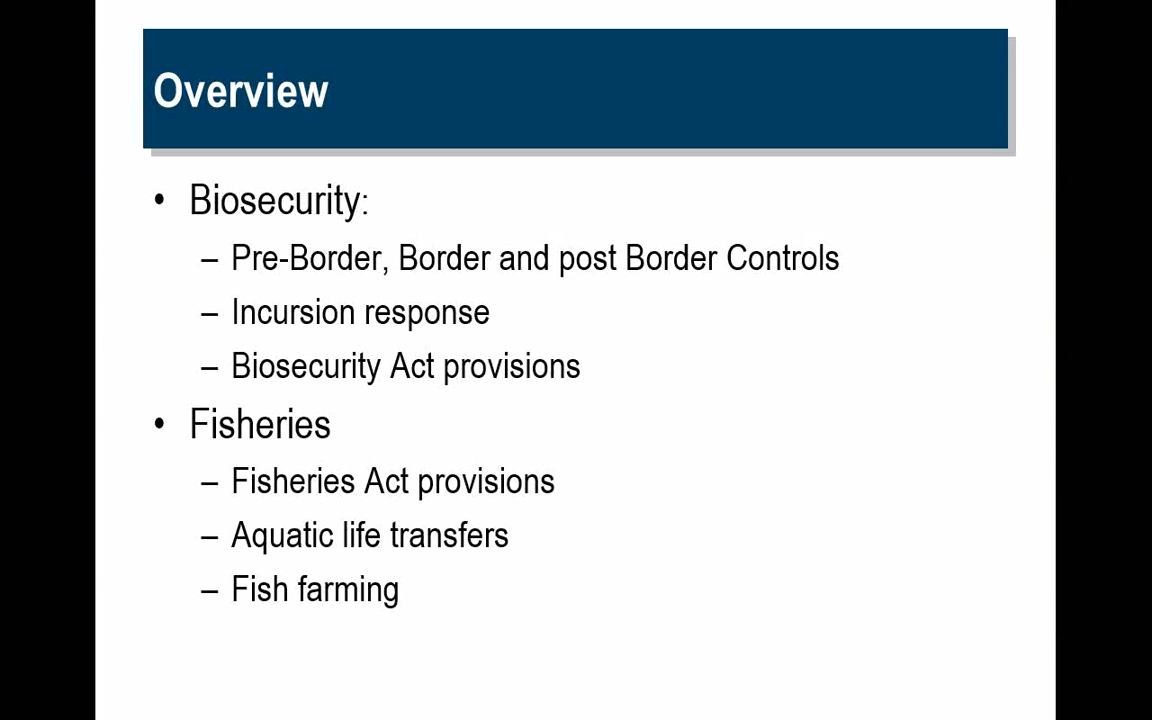 Overview
• Biosecurity:
– Pre-Border, Border and post Border Controls
– Incursion response
– Biosecurity Act provisions
• Fisheries
– Fisheries Act provisions
– Aquatic life transfers
– Fish farming